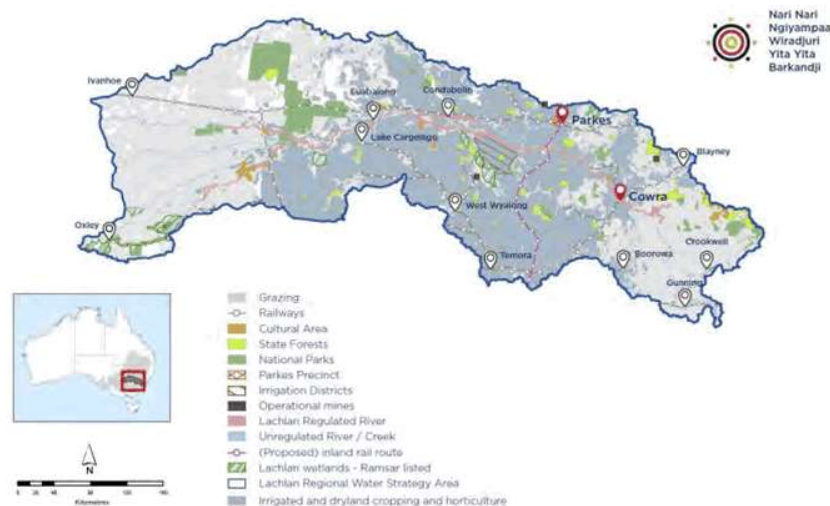 Nari Nari
Ngiyampaa
Wiradjuri
Yita Yita
Barkandji
Ivanhoe
Euabalong
Condobolin
Parkes
Lake Cargelligo
Blayney
Cowra
West Wyalong
Oxley
Temora
Boorowa
Crookwell
Gunning
Grazing
Railways
Cultural Area
State Forests
National Parks
Parkes Precinct
Irrigation Districts
Operational mines
Lachlan Regulated River
Unregulated River / Creek
(Proposed) inland rail route
Lachlan wetlands - Ramsar listed
Lachlan Regional Water Strategy Area
Irrigated and dryland cropping and horticulture
N
Kilometres